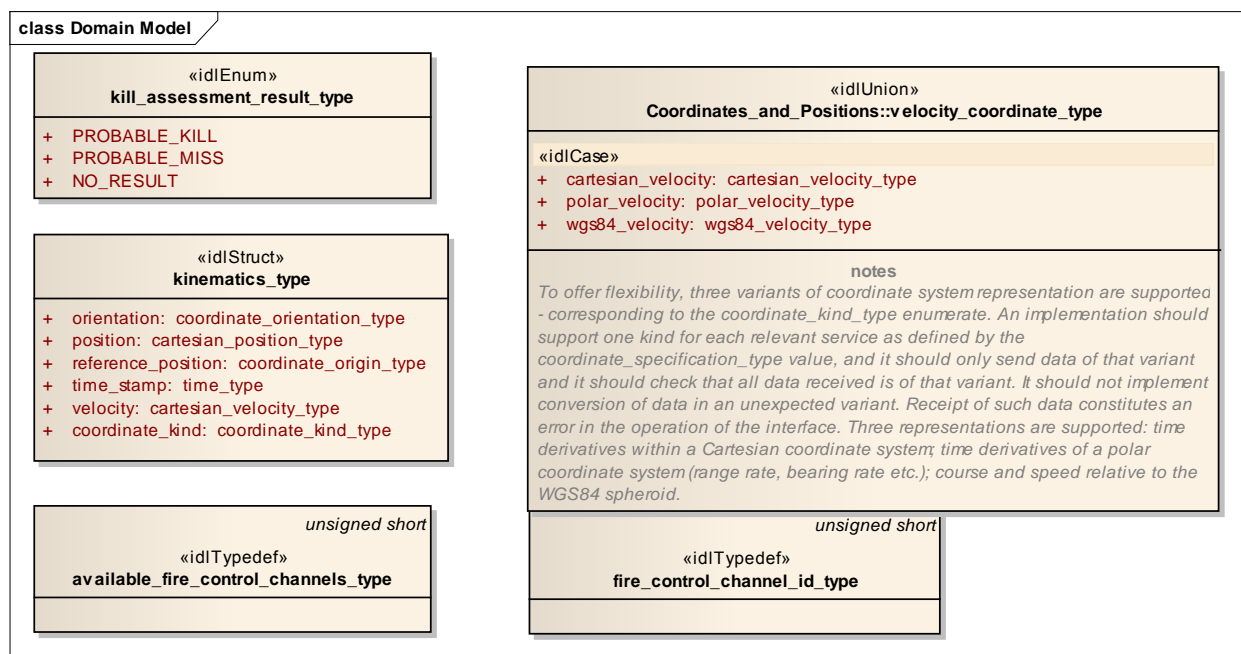 class Domain Model
«idlEnum»
kill_assessment_result_type
+ PROBABLE_KILL
+ PROBABLE_MISS
+ NO_RESULT
«idlUnion»
Coordinates_and_Positions::velocity_coordinate_type
«idlCase»
+ cartesian_velocity: cartesian_velocity_type
+ polar_velocity: polar_velocity_type
+ wgs84_velocity: wgs84_velocity_type
notes
To offer flexibility, three variants of coordinate system representation are supported
- corresponding to the coordinate_kind_type enumerate. An implementation should
support one kind for each relevant service as defined by the
coordinate_specification_type value, and it should only send data of that variant
and it should check that all data received is of that variant. It should not implement
conversion of data in an unexpected variant. Receipt of such data constitutes an
error in the operation of the interface. Three representations are supported: time
derivatives within a Cartesian coordinate system; time derivatives of a polar
coordinate system (range rate, bearing rate etc.); course and speed relative to the
WGS84 spheroid.
«idlStruct»
kinematics_type
+ orientation: coordinate_orientation_type
+ position: cartesian_position_type
+ reference_position: coordinate_origin_type
+ time_stamp: time_type
+ velocity: cartesian_velocity_type
+ coordinate_kind: coordinate_kind_type
unsigned short
«idlTypedef»
available_fire_control_channels_type
unsigned short
«idlTypedef»
fire_control_channel_id_type